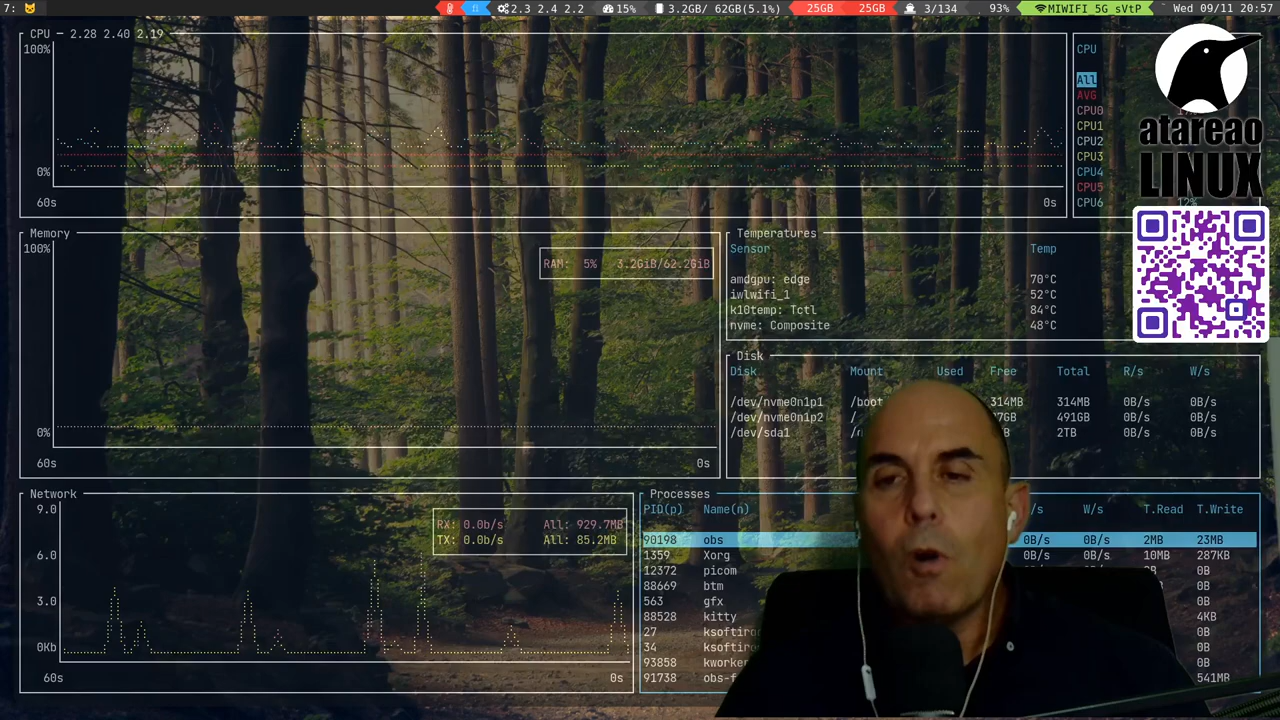 7:
2.3 2.4 2.2
15%
3.2GB/ 62GB(5.1%)
25GB
25GB
3/134
93%
MIWIFI 5G sVtP
Wed 09/11 20:57
CPU — 2.28 2.40 2.19
100%
0%
60s
0s
CPU
All
AVG
CPU0
CPU1
CPU2
CPU3
CPU4
CPU5
CPU6
12%
atareao
LINUX
Memory
100%
RAM: 5% 3.2GiB/62.2GiB
0%
60s
0s
Temperatures
Sensor Temp
amdgpu: edge 70°C
iwlwifi_1 52°C
k10temp: Tctl 84°C
nvme: Composite 48°C
Disk
Disk Mount Used Free Total R/s W/s
/dev/nvme0n1p1 /boot 314MB 314MB 0B/s 0B/s
/dev/nvme0n1p2 / 491GB 0B/s 0B/s
/dev/sda1 2TB 0B/s 0B/s
Network
9.0
6.0
3.0
0Kb
RX: 0.0b/s All: 929.7MB
TX: 0.0b/s All: 85.2MB
60s
0s
Processes
PID(p) Name(n) W/s T.Read T.Write
90198 obs 0B/s 0B/s 2MB 23MB
1359 Xorg 0B/s 0B/s 10MB 287KB
12372 picom 0B
88669 btm 0B
563 gfx 0B
88528 kitty 4KB
27 ksoftir 0B
34 ksoftir 0B
93858 kworker 0B
91738 obs-f 541MB